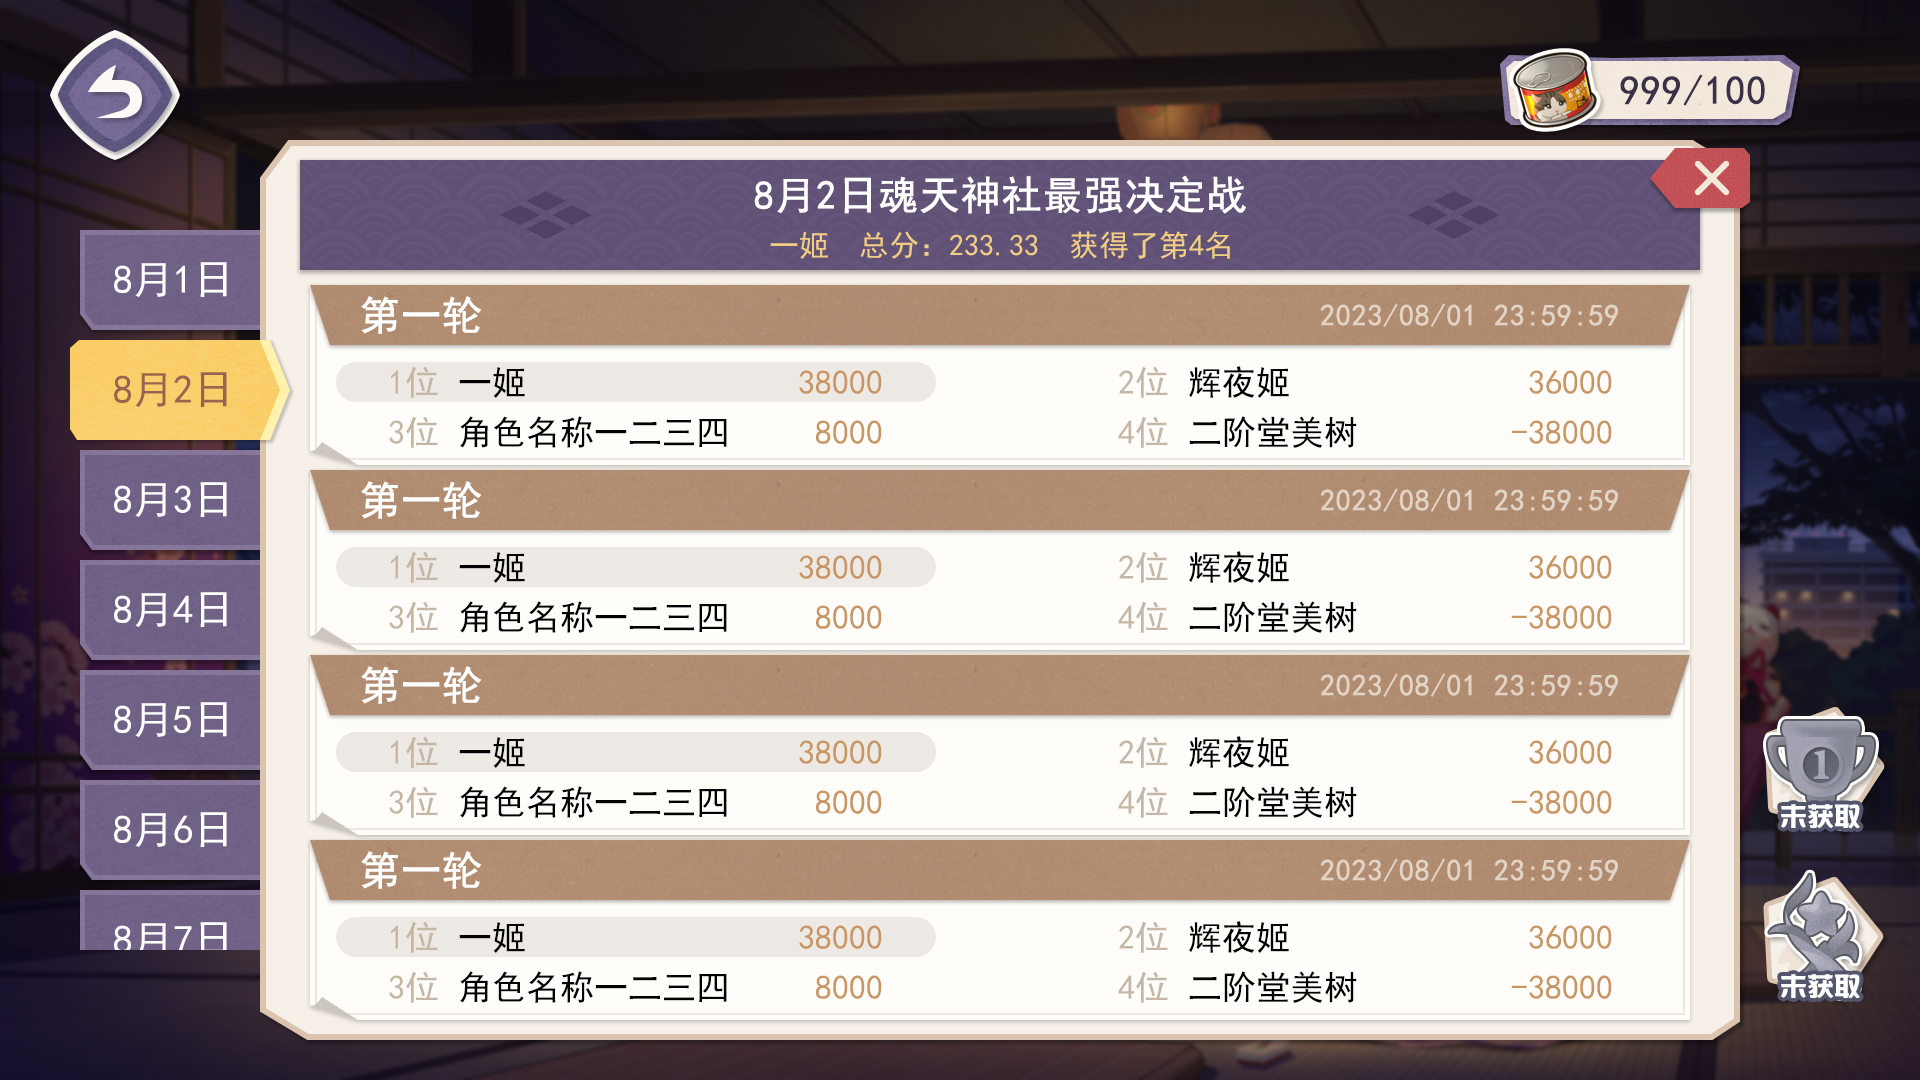 999/100
8月2日魂天神社最强决定战
一姬 总分：233.33 获得了第4名
8月1日
8月2日
8月3日
8月4日
8月5日
8月6日
8月7日
第一轮 2023/08/01 23:59:59
1位 一姬 38000 2位 辉夜姬 36000
3位 角色名称一二三四 8000 4位 二阶堂美树 -38000
第一轮 2023/08/01 23:59:59
1位 一姬 38000 2位 辉夜姬 36000
3位 角色名称一二三四 8000 4位 二阶堂美树 -38000
第一轮 2023/08/01 23:59:59
1位 一姬 38000 2位 辉夜姬 36000
3位 角色名称一二三四 8000 4位 二阶堂美树 -38000
第一轮 2023/08/01 23:59:59
1位 一姬 38000 2位 辉夜姬 36000
3位 角色名称一二三四 8000 4位 二阶堂美树 -38000
1
未获取
未获取